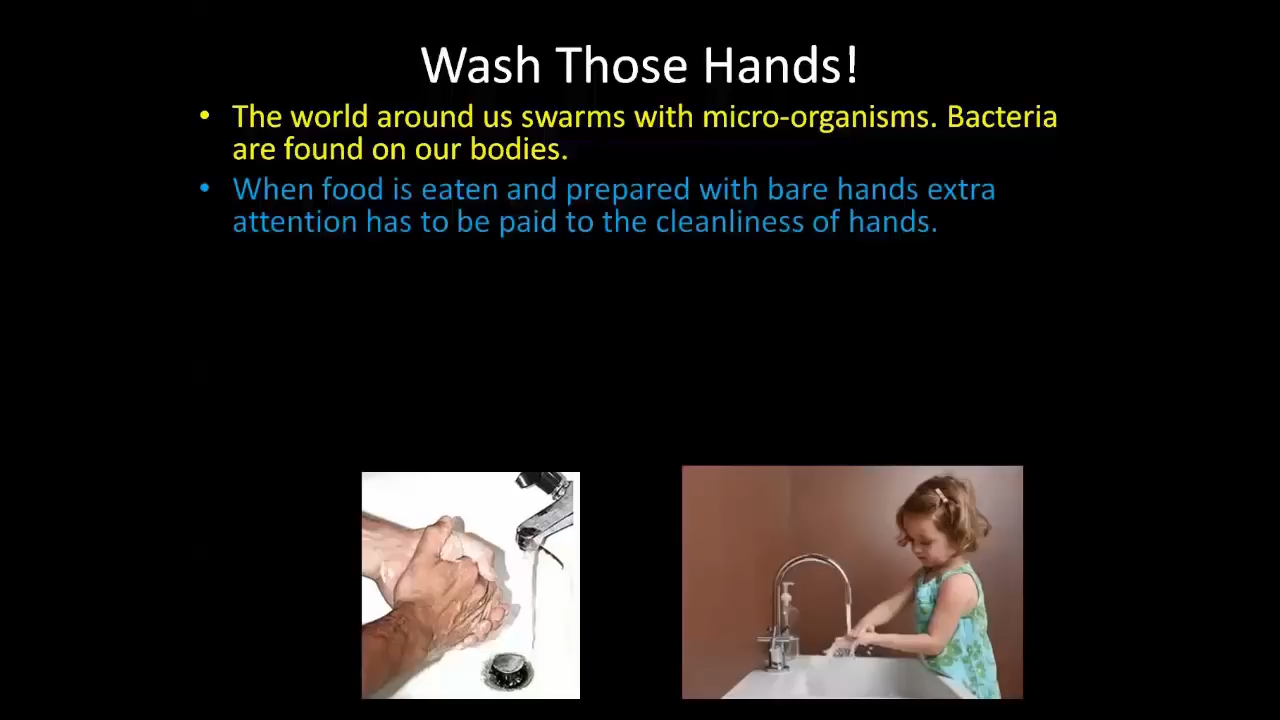 Wash Those Hands!
• The world around us swarms with micro-organisms. Bacteria
are found on our bodies.
• When food is eaten and prepared with bare hands extra
attention has to be paid to the cleanliness of hands.